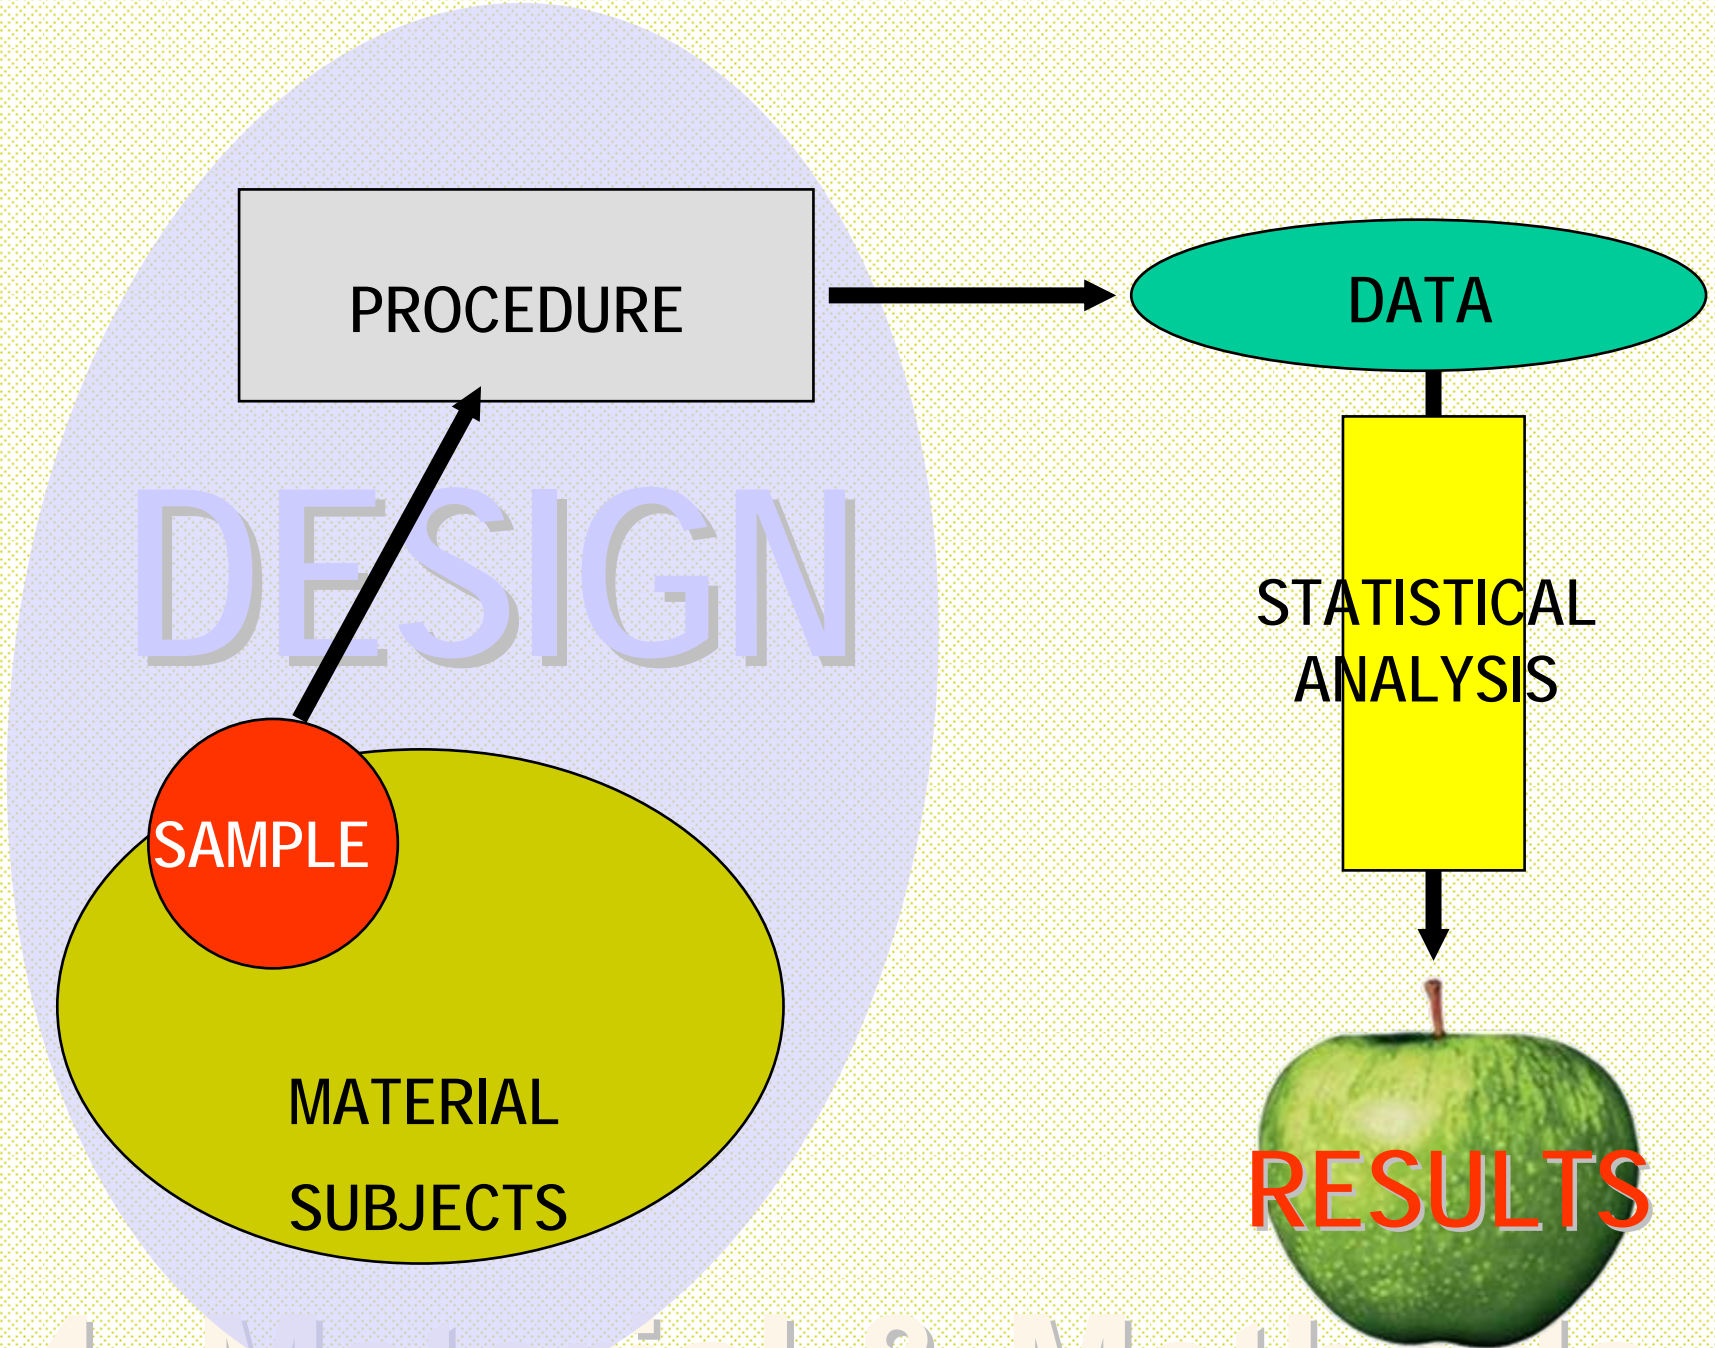 PROCEDURE
DATA
DESIGN
STATISTICAL
ANALYSIS
SAMPLE
MATERIAL
SUBJECTS
RESULTS